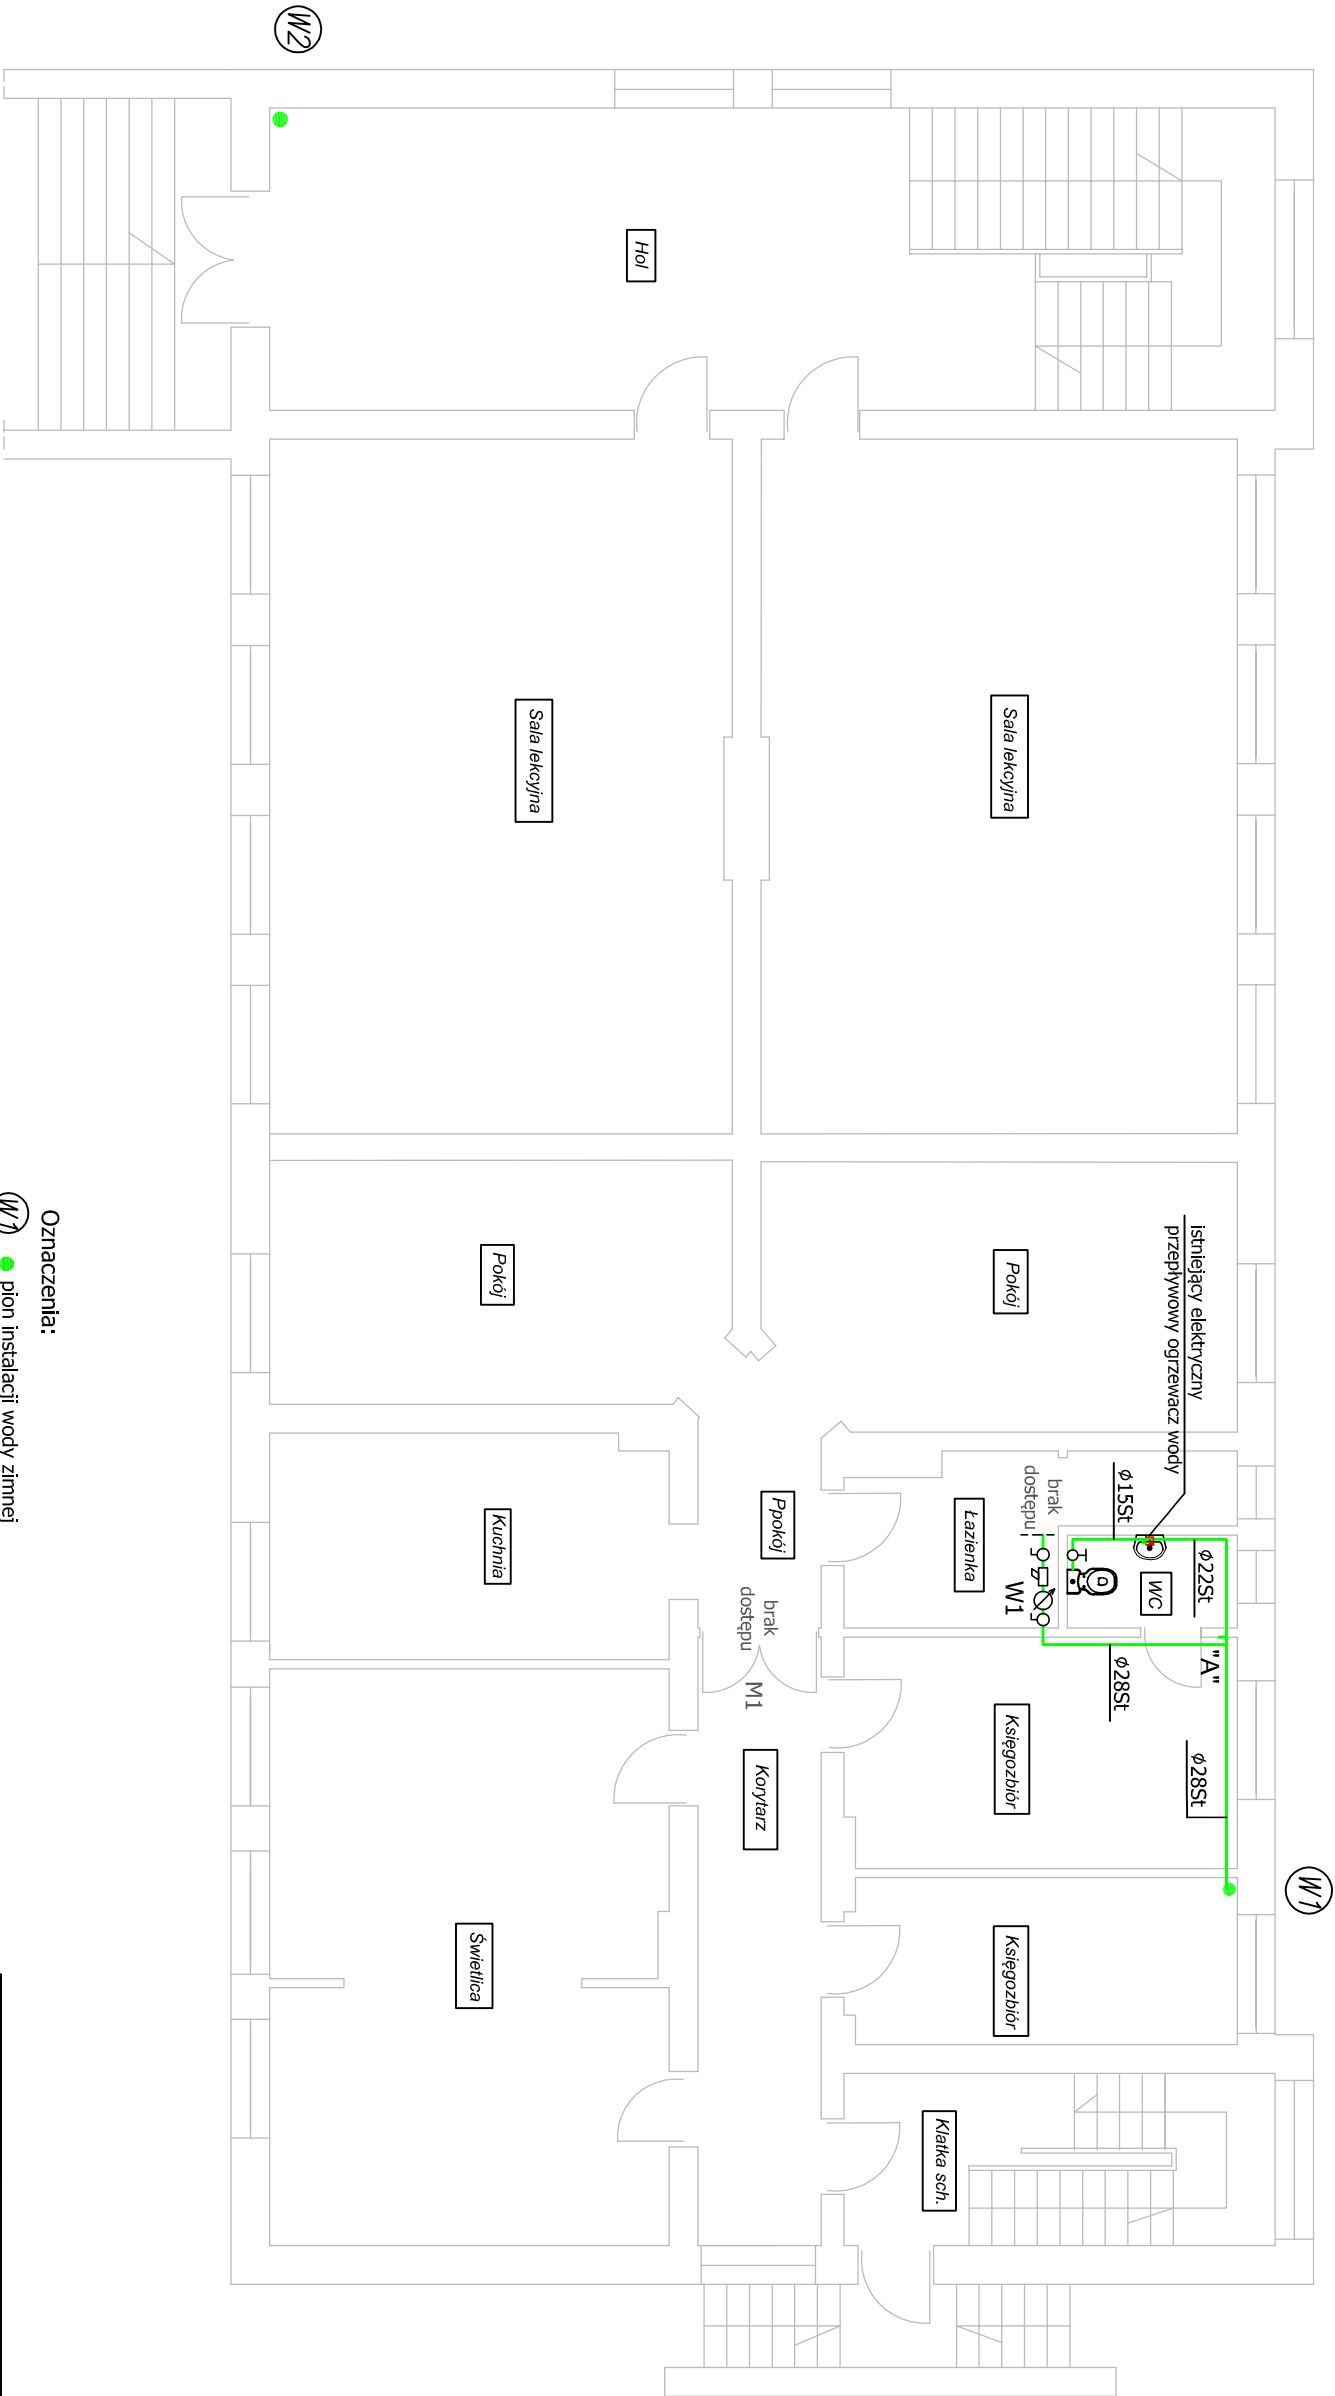 W2
Hol
Sala lekcyjna
Sala lekcyjna
istniejący elektryczny
przepływowy ogrzewacz wody
Pokój
Pokój
Ppokój
Kuchnia
Łazienka
brak
dostępu
ϕ15St
ϕ22St
WC
W1
"A"
ϕ28St
ϕ28St
brak
dostępu
M1
Korytarz
Księgozbiór
Księgozbiór
W1
Świetlica
Klatka sch.
Oznaczenia:
W1 pion instalacji wody zimnej